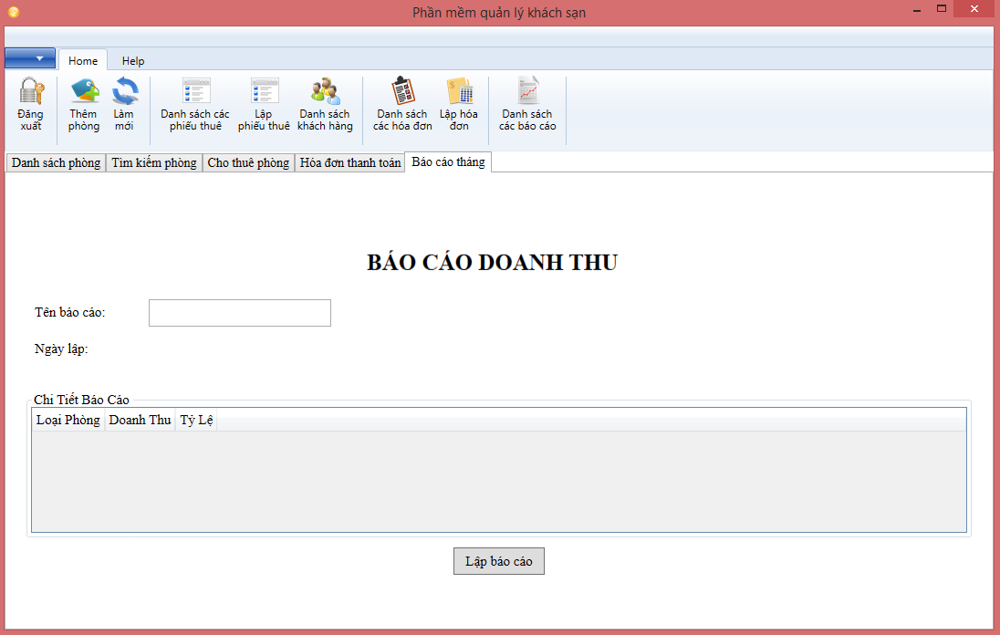 Phần mềm quản lý khách sạn
Home Help
Đăng xuất
Thêm phòng
Làm mới
Danh sách các phiếu thuê
Lập phiếu thuê
Danh sách khách hàng
Danh sách các hóa đơn
Lập hóa đơn
Danh sách các báo cáo
Danh sách phòng Tìm kiếm phòng Cho thuê phòng Hóa đơn thanh toán Báo cáo tháng
BÁO CÁO DOANH THU
Tên báo cáo:
Ngày lập:
Chi Tiết Báo Cáo
Loại Phòng Doanh Thu Tỷ Lệ
Lập báo cáo